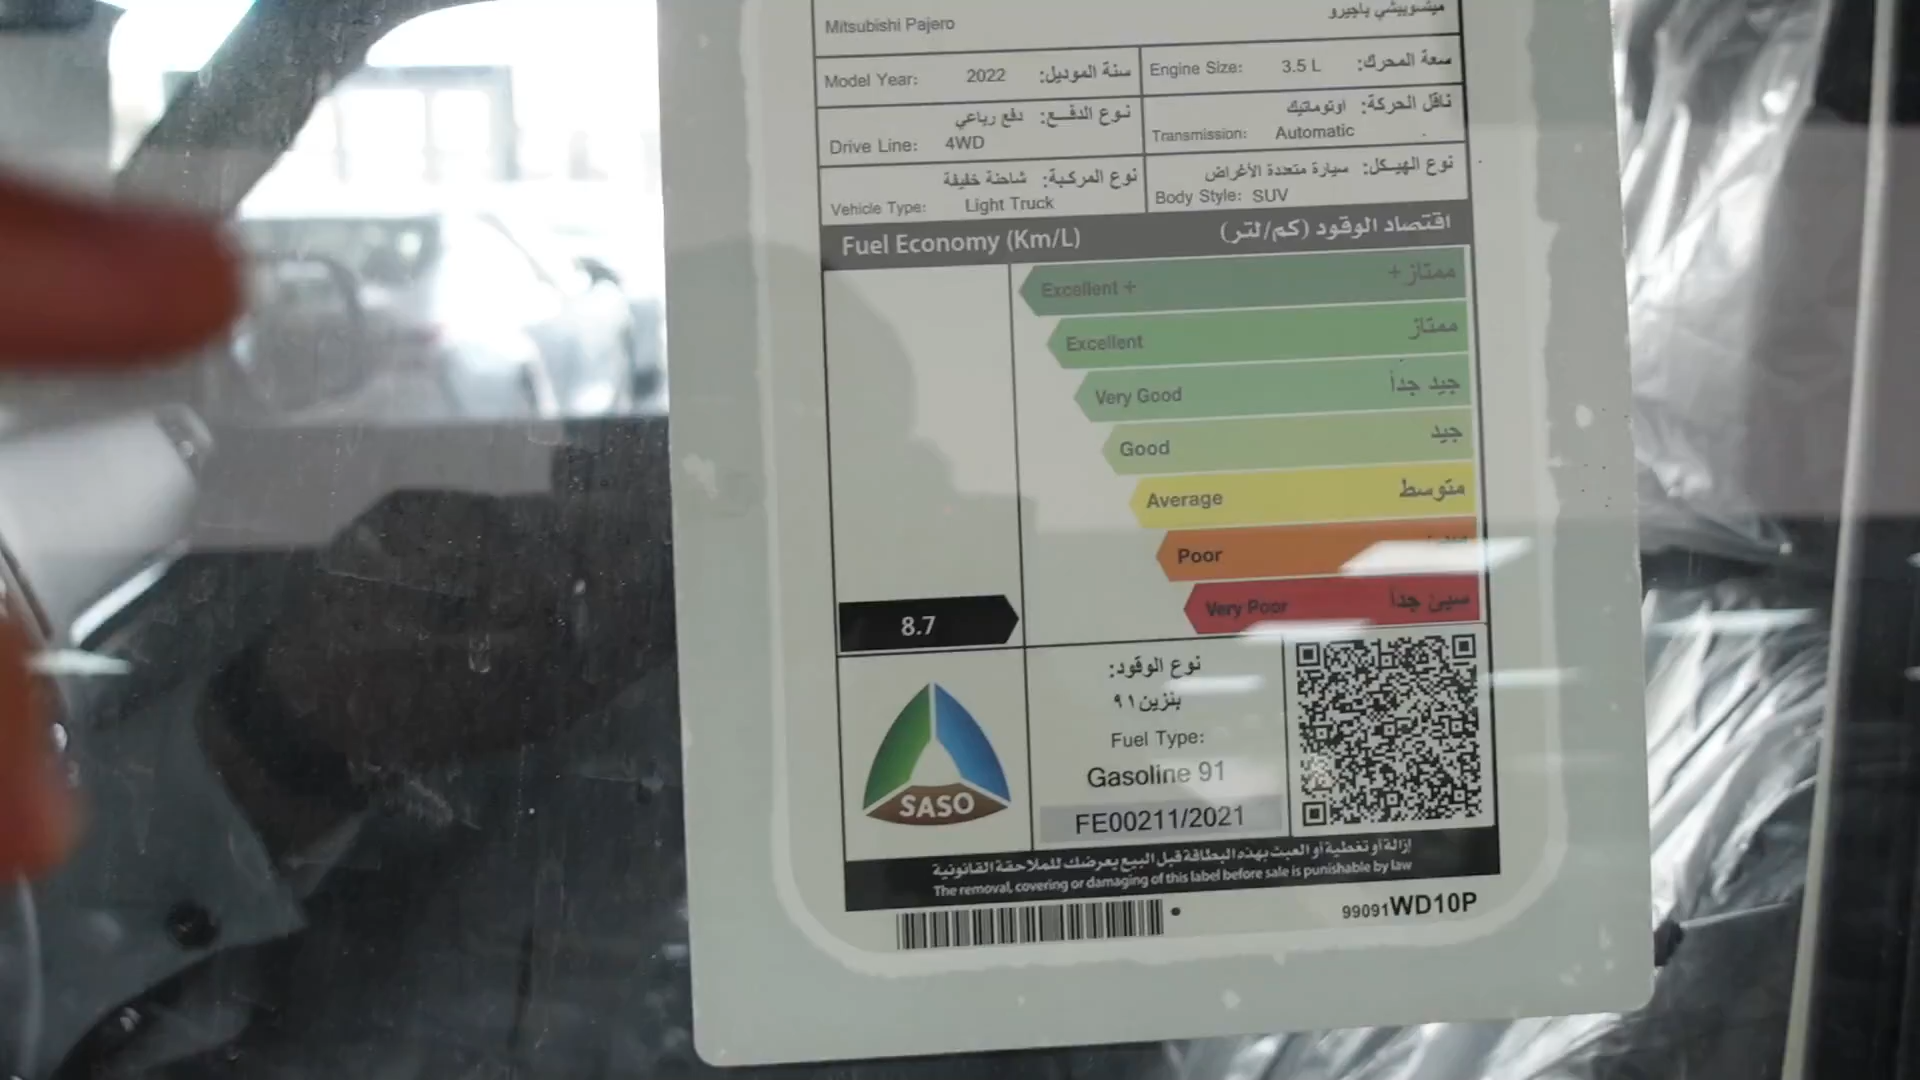 Mitsubishi Pajero ميتسوبيشي باجيرو
Model Year: 2022 سنة الموديل:
Engine Size: 3.5 L سعة المحرك:
نوع الدفـــع: دفع رباعي
Drive Line: 4WD
ناقل الحركة: اوتوماتيك
Transmission: Automatic
نوع المركبة: شاحنة خفيفة
Vehicle Type: Light Truck
نوع الهيـكل: سيارة متعددة الأغراض
Body Style: SUV
Fuel Economy (Km/L) اقتصاد الوقود (كم/لتر)
Excellent + ممتاز +
Excellent ممتاز
Very Good جيد جداً
Good جيد
Average متوسط
Poor
Very Poor سيئ جداً
8.7
نوع الوقود:
بنزين ٩١
Fuel Type:
Gasoline 91
FE00211/2021
SASO
إزالة أو تغطية أو العبث بهذه البطاقة قبل البيع يعرضك للملاحقة القانونية
The removal, covering or damaging of this label before sale is punishable by law
99091WD10P